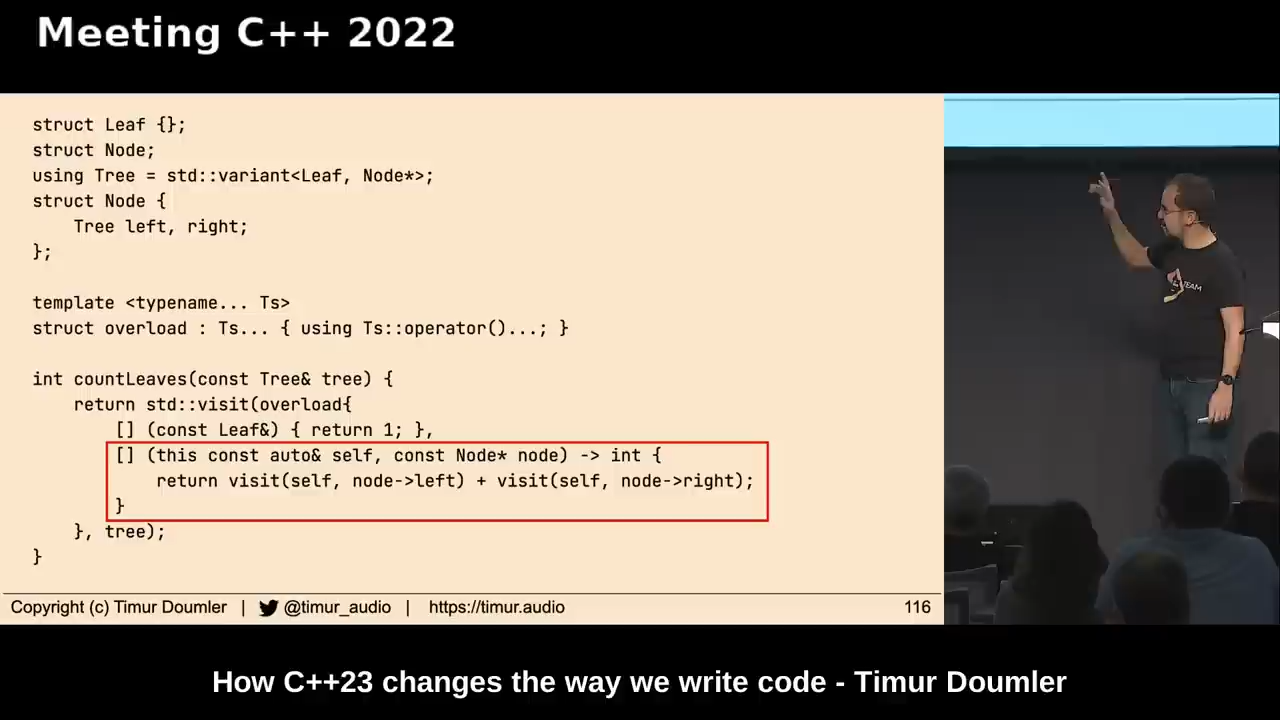 Meeting C++ 2022
struct Leaf {};
struct Node;
using Tree = std::variant<Leaf, Node*>;
struct Node {
    Tree left, right;
};
template <typename... Ts>
struct overload : Ts... { using Ts::operator()...; }
int countLeaves(const Tree& tree) {
    return std::visit(overload{
        [] (const Leaf&) { return 1; },
        [] (this const auto& self, const Node* node) -> int {
            return visit(self, node->left) + visit(self, node->right);
        }
    }, tree);
}
Copyright (c) Timur Doumler | @timur_audio | https://timur.audio 116
TEAM
How C++23 changes the way we write code - Timur Doumler